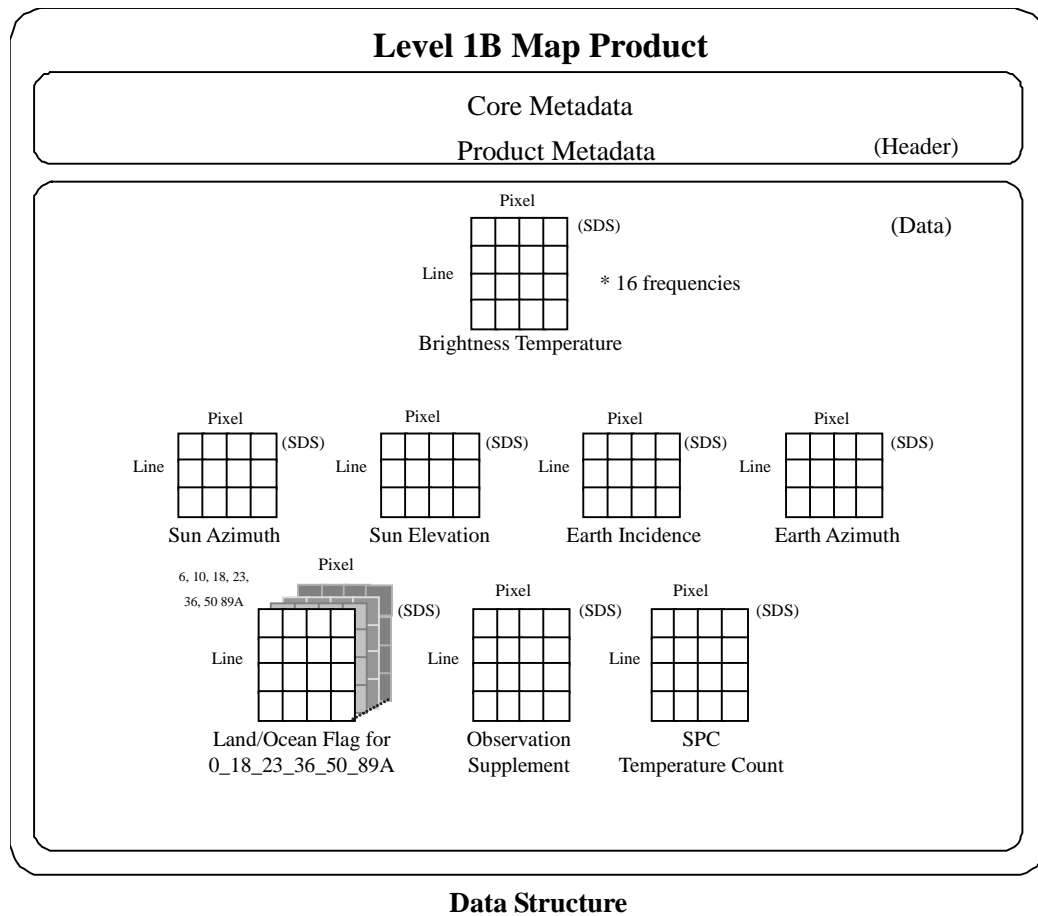 Level 1B Map Product
Core Metadata
Product Metadata
(Header)
(Data)
Pixel
(SDS)
Line
* 16 frequencies
Brightness Temperature
Pixel
(SDS)
Line
Sun Azimuth
Pixel
(SDS)
Line
Sun Elevation
Pixel
(SDS)
Line
Earth Incidence
Pixel
(SDS)
Line
Earth Azimuth
6, 10, 18, 23,
36, 50 89A
Pixel
(SDS)
Line
Land/Ocean Flag for
0_18_23_36_50_89A
Pixel
(SDS)
Line
Observation
Supplement
Pixel
(SDS)
Line
SPC
Temperature Count
Data Structure